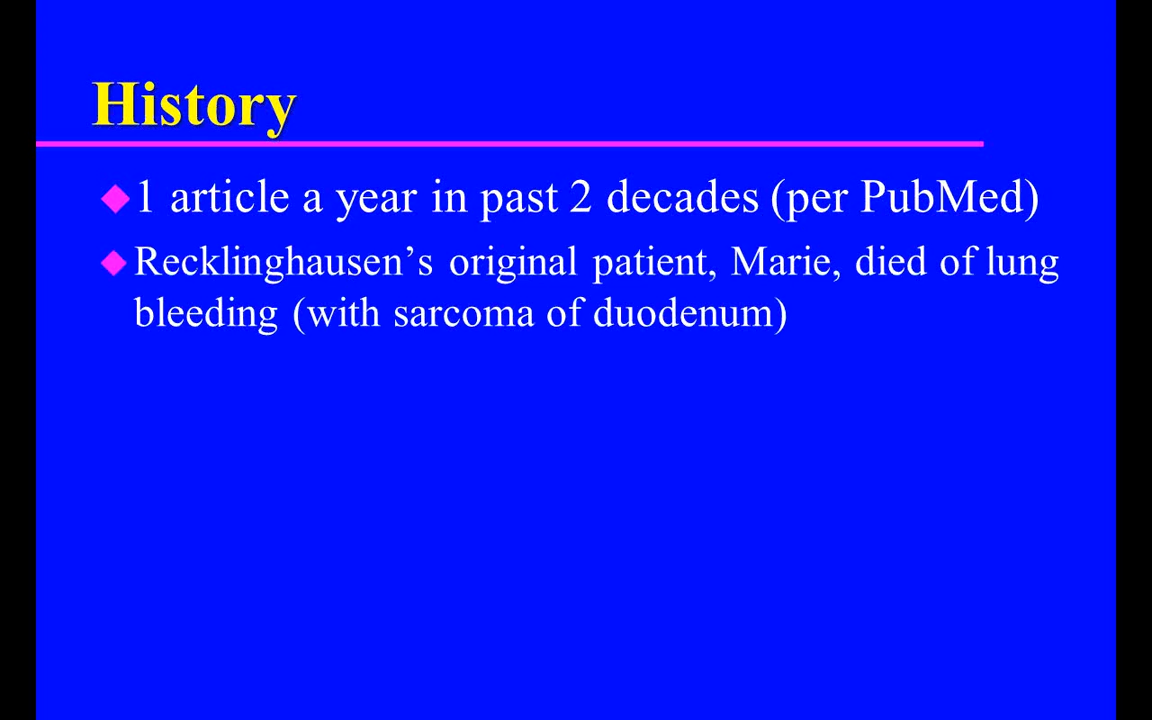 History
◆1 article a year in past 2 decades (per PubMed)
◆Recklinghausen’s original patient, Marie, died of lung
bleeding (with sarcoma of duodenum)